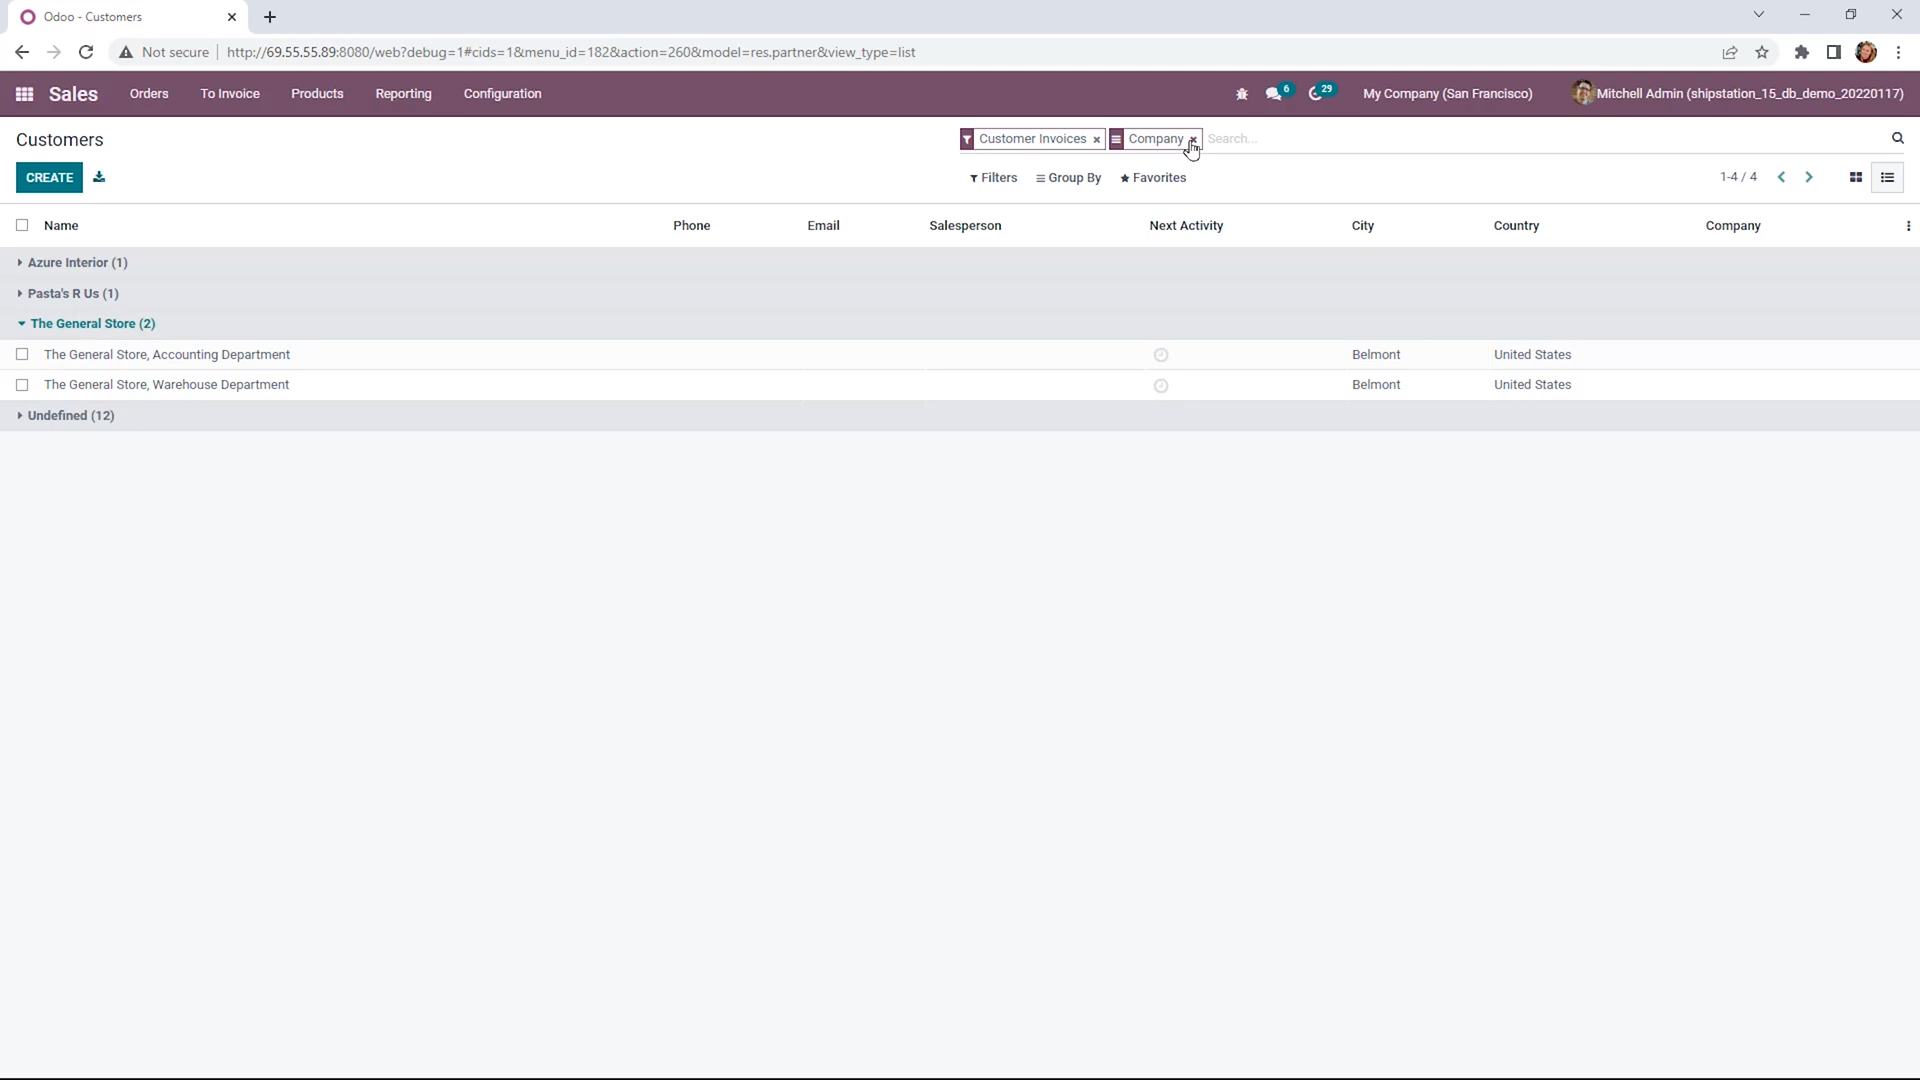 Odoo - Customers
Not secure http://69.55.55.89:8080/web?debug=1#cids=1&menu_id=182&action=260&model=res.partner&view_type=list
Sales Orders To Invoice Products Reporting Configuration 6 29 My Company (San Francisco) Mitchell Admin (shipstation_15_db_demo_20220117)
Customers Customer Invoices Company Search...
CREATE Filters Group By Favorites 1-4 / 4
Name Phone Email Salesperson Next Activity City Country Company
Azure Interior (1)
Pasta's R Us (1)
The General Store (2)
The General Store, Accounting Department Belmont United States
The General Store, Warehouse Department Belmont United States
Undefined (12)